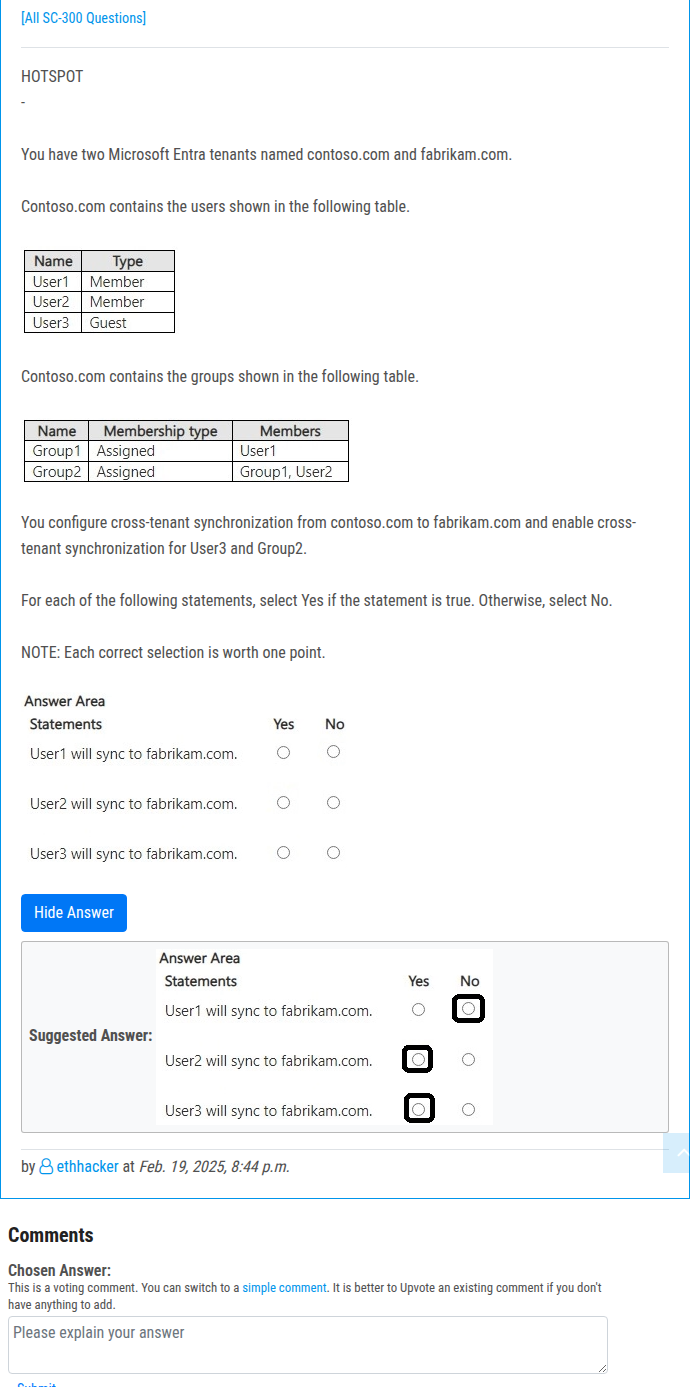 [All SC-300 Questions]
HOTSPOT
-
You have two Microsoft Entra tenants named contoso.com and fabrikam.com.
Contoso.com contains the users shown in the following table.
Name Type
User1 Member
User2 Member
User3 Guest
Contoso.com contains the groups shown in the following table.
Name Membership type Members
Group1 Assigned User1
Group2 Assigned Group1, User2
You configure cross-tenant synchronization from contoso.com to fabrikam.com and enable cross-
tenant synchronization for User3 and Group2.
For each of the following statements, select Yes if the statement is true. Otherwise, select No.
NOTE: Each correct selection is worth one point.
Answer Area
Statements Yes No
User1 will sync to fabrikam.com.
User2 will sync to fabrikam.com.
User3 will sync to fabrikam.com.
Hide Answer
Suggested Answer:
Answer Area
Statements Yes No
User1 will sync to fabrikam.com.
User2 will sync to fabrikam.com.
User3 will sync to fabrikam.com.
by ethhacker at Feb. 19, 2025, 8:44 p.m.
Comments
Chosen Answer:
This is a voting comment. You can switch to a simple comment. It is better to Upvote an existing comment if you don't
have anything to add.
Please explain your answer
Submit